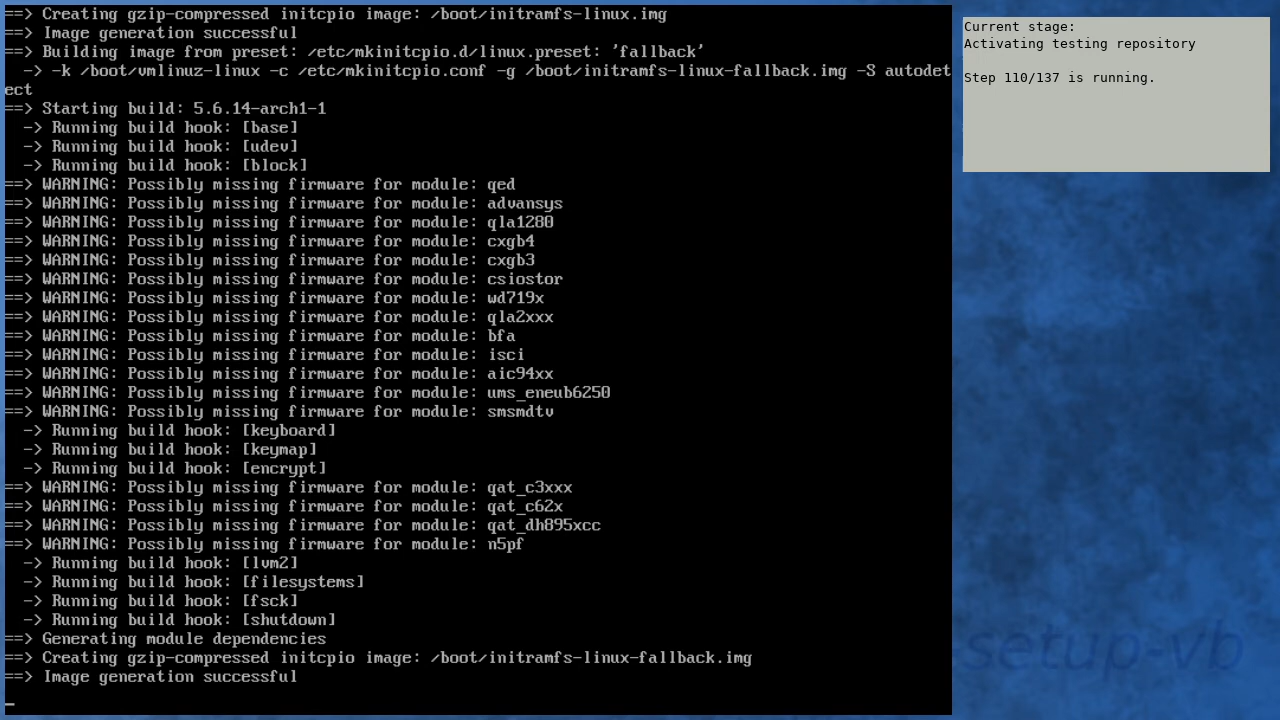 ==> Creating gzip-compressed initcpio image: /boot/initramfs-linux.img
==> Image generation successful
==> Building image from preset: /etc/mkinitcpio.d/linux.preset: 'fallback'
  -> -k /boot/vmlinuz-linux -c /etc/mkinitcpio.conf -g /boot/initramfs-linux-fallback.img -S autodet
ect
==> Starting build: 5.6.14-arch1-1
  -> Running build hook: [base]
  -> Running build hook: [udev]
  -> Running build hook: [block]
==> WARNING: Possibly missing firmware for module: qed
==> WARNING: Possibly missing firmware for module: advansys
==> WARNING: Possibly missing firmware for module: qla1280
==> WARNING: Possibly missing firmware for module: cxgb4
==> WARNING: Possibly missing firmware for module: cxgb3
==> WARNING: Possibly missing firmware for module: csiostor
==> WARNING: Possibly missing firmware for module: wd719x
==> WARNING: Possibly missing firmware for module: qla2xxx
==> WARNING: Possibly missing firmware for module: bfa
==> WARNING: Possibly missing firmware for module: isci
==> WARNING: Possibly missing firmware for module: aic94xx
==> WARNING: Possibly missing firmware for module: ums_eneub6250
==> WARNING: Possibly missing firmware for module: smsmdtv
  -> Running build hook: [keyboard]
  -> Running build hook: [keymap]
  -> Running build hook: [encrypt]
==> WARNING: Possibly missing firmware for module: qat_c3xxx
==> WARNING: Possibly missing firmware for module: qat_c62x
==> WARNING: Possibly missing firmware for module: qat_dh895xcc
==> WARNING: Possibly missing firmware for module: n5pf
  -> Running build hook: [lvm2]
  -> Running build hook: [filesystems]
  -> Running build hook: [fsck]
  -> Running build hook: [shutdown]
==> Generating module dependencies
==> Creating gzip-compressed initcpio image: /boot/initramfs-linux-fallback.img
==> Image generation successful
_
Current stage:
Activating testing repository
Step 110/137 is running.
setup-vb